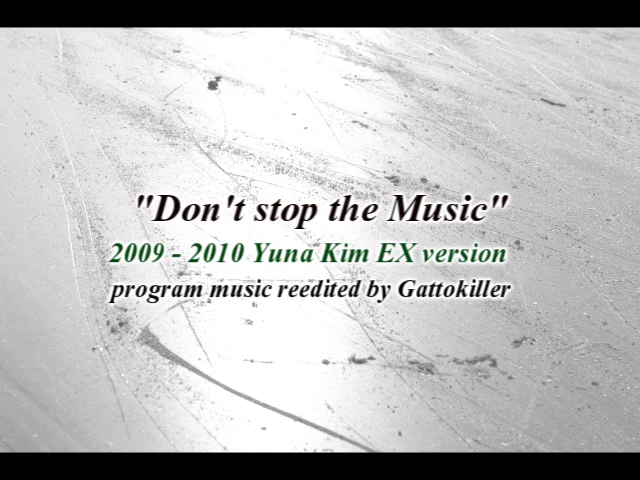 "Don't stop the Music"
2009 - 2010 Yuna Kim EX version
program music reedited by Gattokiller